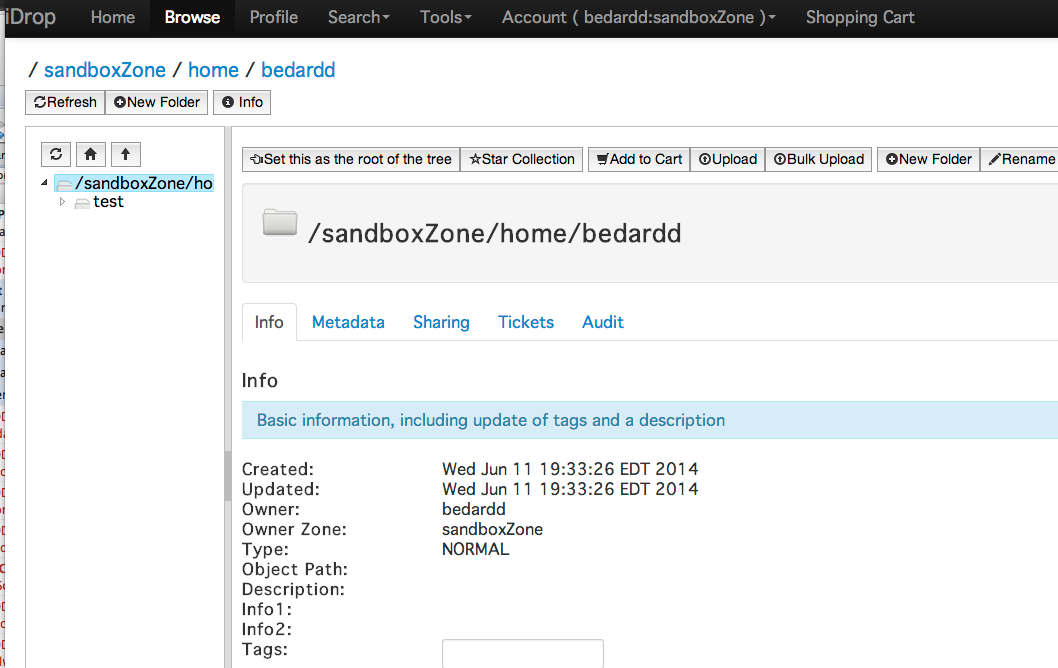 iDrop Home Browse Profile Search Tools Account ( bedardd:sandboxZone ) Shopping Cart
/ sandboxZone / home / bedardd
Refresh New Folder Info
Set this as the root of the tree Star Collection Add to Cart Upload Bulk Upload New Folder Rename
/sandboxZone/ho
test
/sandboxZone/home/bedardd
Info Metadata Sharing Tickets Audit
Info
Basic information, including update of tags and a description
Created: Wed Jun 11 19:33:26 EDT 2014
Updated: Wed Jun 11 19:33:26 EDT 2014
Owner: bedardd
Owner Zone: sandboxZone
Type: NORMAL
Object Path:
Description:
Info1:
Info2:
Tags: